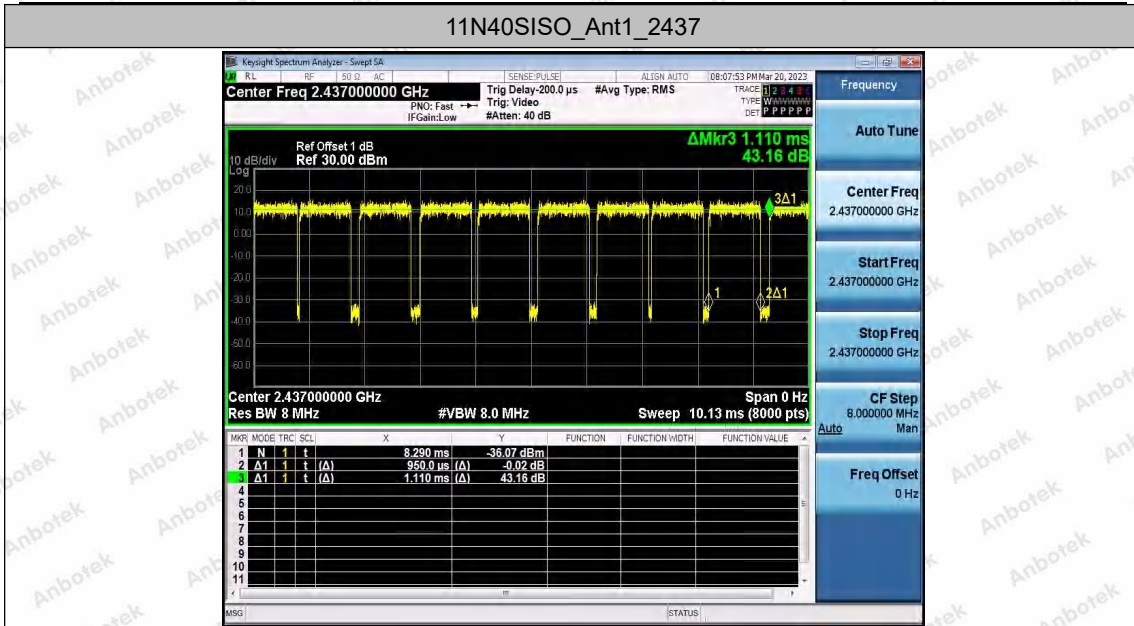 11N40SISO_Ant1_2437
Keysight Spectrum Analyzer - Swept SA
RL RF 50 Ω AC SENSE:PULSE ALIGN AUTO 08:07:53 PM Mar 20, 2023
Center Freq 2.437000000 GHz
PNO: Fast
IFGain:Low
Trig Delay-200.0 µs
Trig: Video
#Atten: 40 dB
#Avg Type: RMS
TRACE 1 2 3 4 5 6
TYPE WWWWWW
DET P P P P P P
ΔMkr3 1.110 ms
43.16 dB
Ref Offset 1 dB
10 dB/div Ref 30.00 dBm
Log
20.0
10.0
0.00
-10.0
-20.0
-30.0
-40.0
-50.0
-60.0
3Δ1
1
2Δ1
Center 2.437000000 GHz Span 0 Hz
Res BW 8 MHz #VBW 8.0 MHz Sweep 10.13 ms (8000 pts)
MKR MODE TRC SCL X Y FUNCTION FUNCTION WIDTH FUNCTION VALUE
1 N 1 t 8.290 ms -36.07 dBm
2 Δ1 1 t (Δ) 950.0 µs (Δ) -0.02 dB
3 Δ1 1 t (Δ) 1.110 ms (Δ) 43.16 dB
4
5
6
7
8
9
10
11
MSG STATUS
Frequency
Auto Tune
Center Freq
2.437000000 GHz
Start Freq
2.437000000 GHz
Stop Freq
2.437000000 GHz
CF Step
8.000000 MHz
Auto Man
Freq Offset
0 Hz
Anbotek